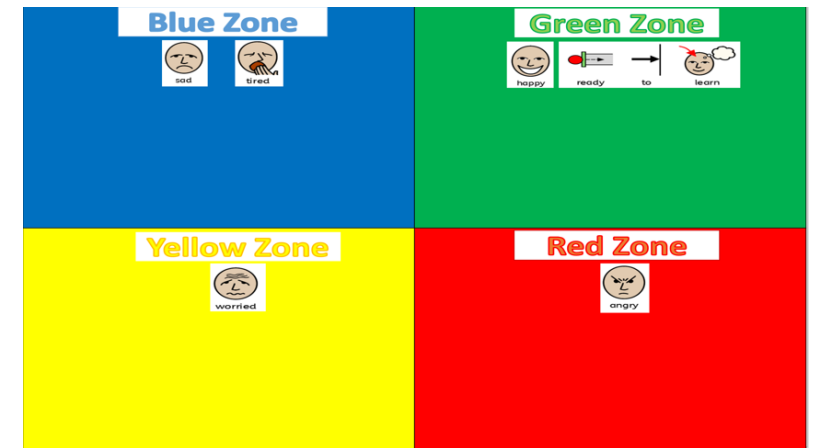 Blue Zone
sad tired
Green Zone
happy ready to learn
Yellow Zone
worried
Red Zone
angry